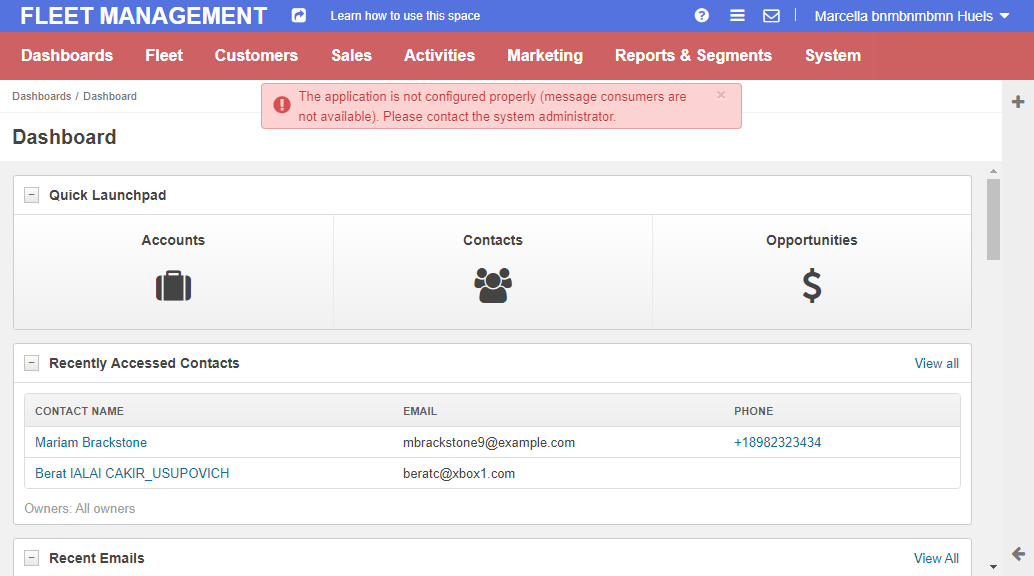 FLEET MANAGEMENT
Learn how to use this space
Marcella bnmbnmbmn Huels
Dashboards Fleet Customers Sales Activities Marketing Reports & Segments System
Dashboards / Dashboard
The application is not configured properly (message consumers are
not available). Please contact the system administrator.
×
Dashboard
Quick Launchpad
Accounts Contacts Opportunities
Recently Accessed Contacts View all
CONTACT NAME EMAIL PHONE
Mariam Brackstone mbrackstone9@example.com +18982323434
Berat IALAI CAKIR_USUPOVICH beratc@xbox1.com
Owners: All owners
Recent Emails View All